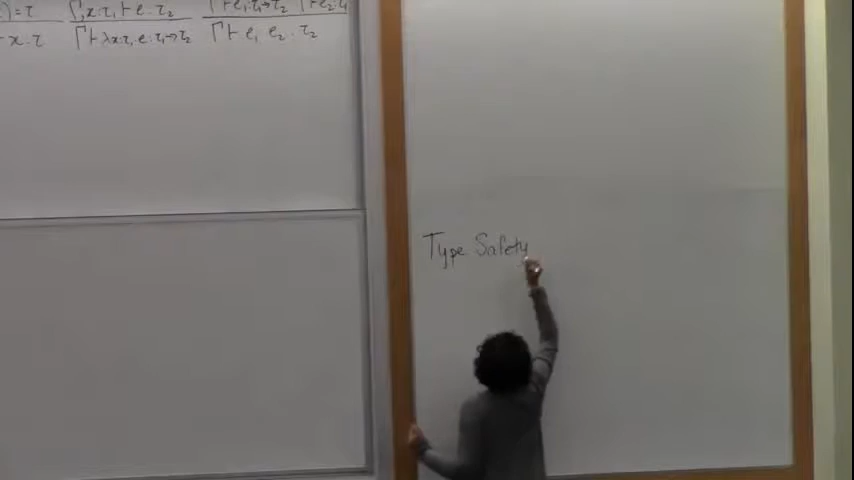 ) = τ   Γ, x:τ₁ ⊢ e : τ₂   Γ ⊢ e₁ : τ₁→τ₂   Γ ⊢ e₂ : τ₁
⊢ x : τ   Γ ⊢ λx:τ₁. e : τ₁→τ₂   Γ ⊢ e₁ e₂ : τ₂
Type Safety